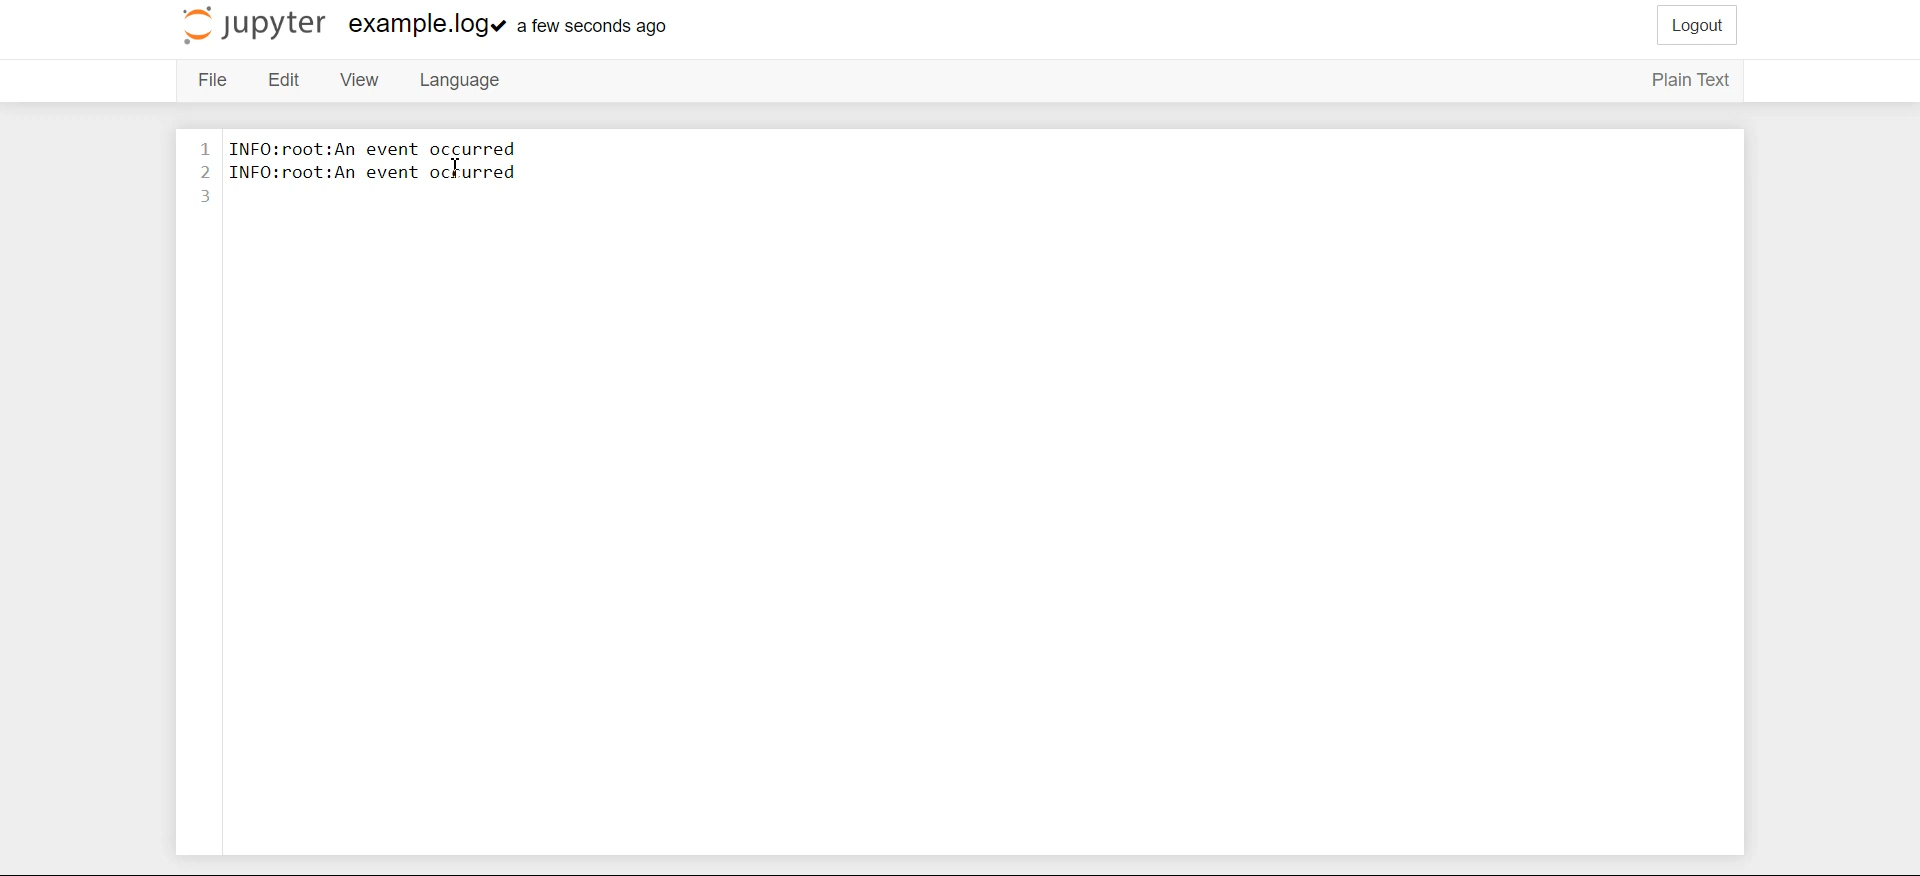 jupyter example.log✔ a few seconds ago Logout
File Edit View Language Plain Text
1 INFO:root:An event occurred
2 INFO:root:An event occurred
3